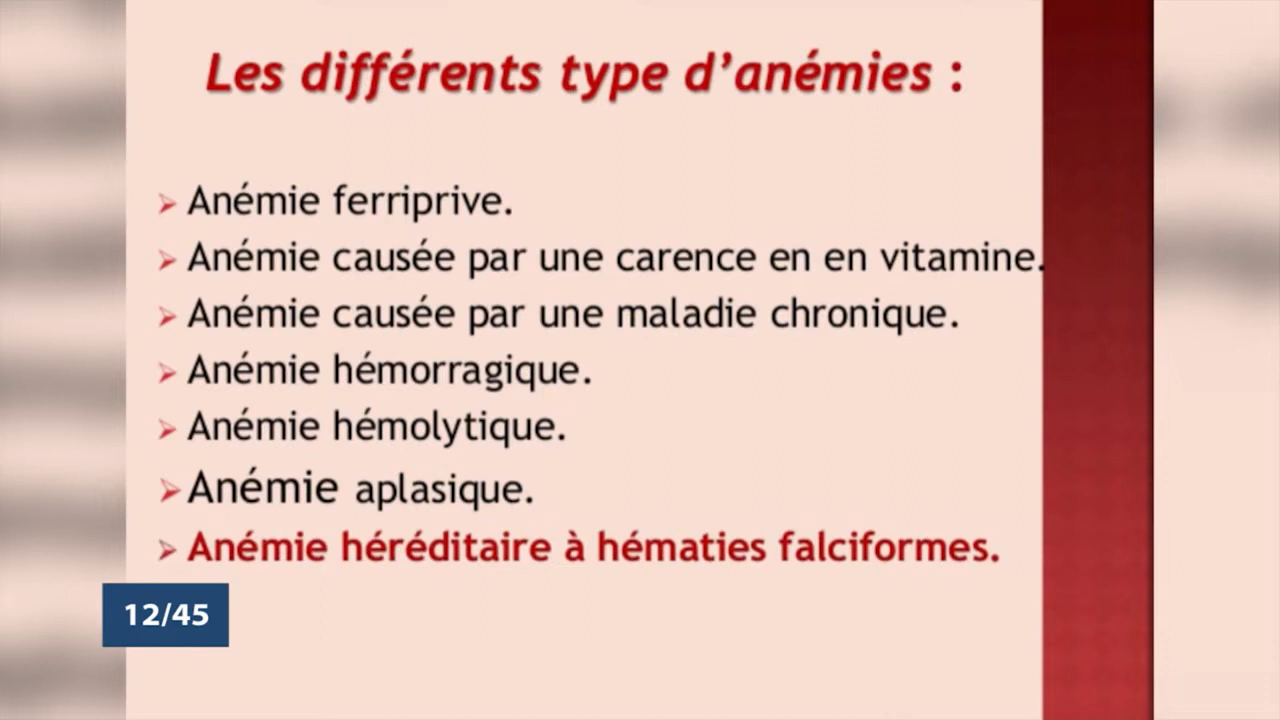 Les différents type d’anémies :
➢ Anémie ferriprive.
➢ Anémie causée par une carence en en vitamine.
➢ Anémie causée par une maladie chronique.
➢ Anémie hémorragique.
➢ Anémie hémolytique.
➢ Anémie aplasique.
➢ Anémie héréditaire à hématies falciformes.
12/45